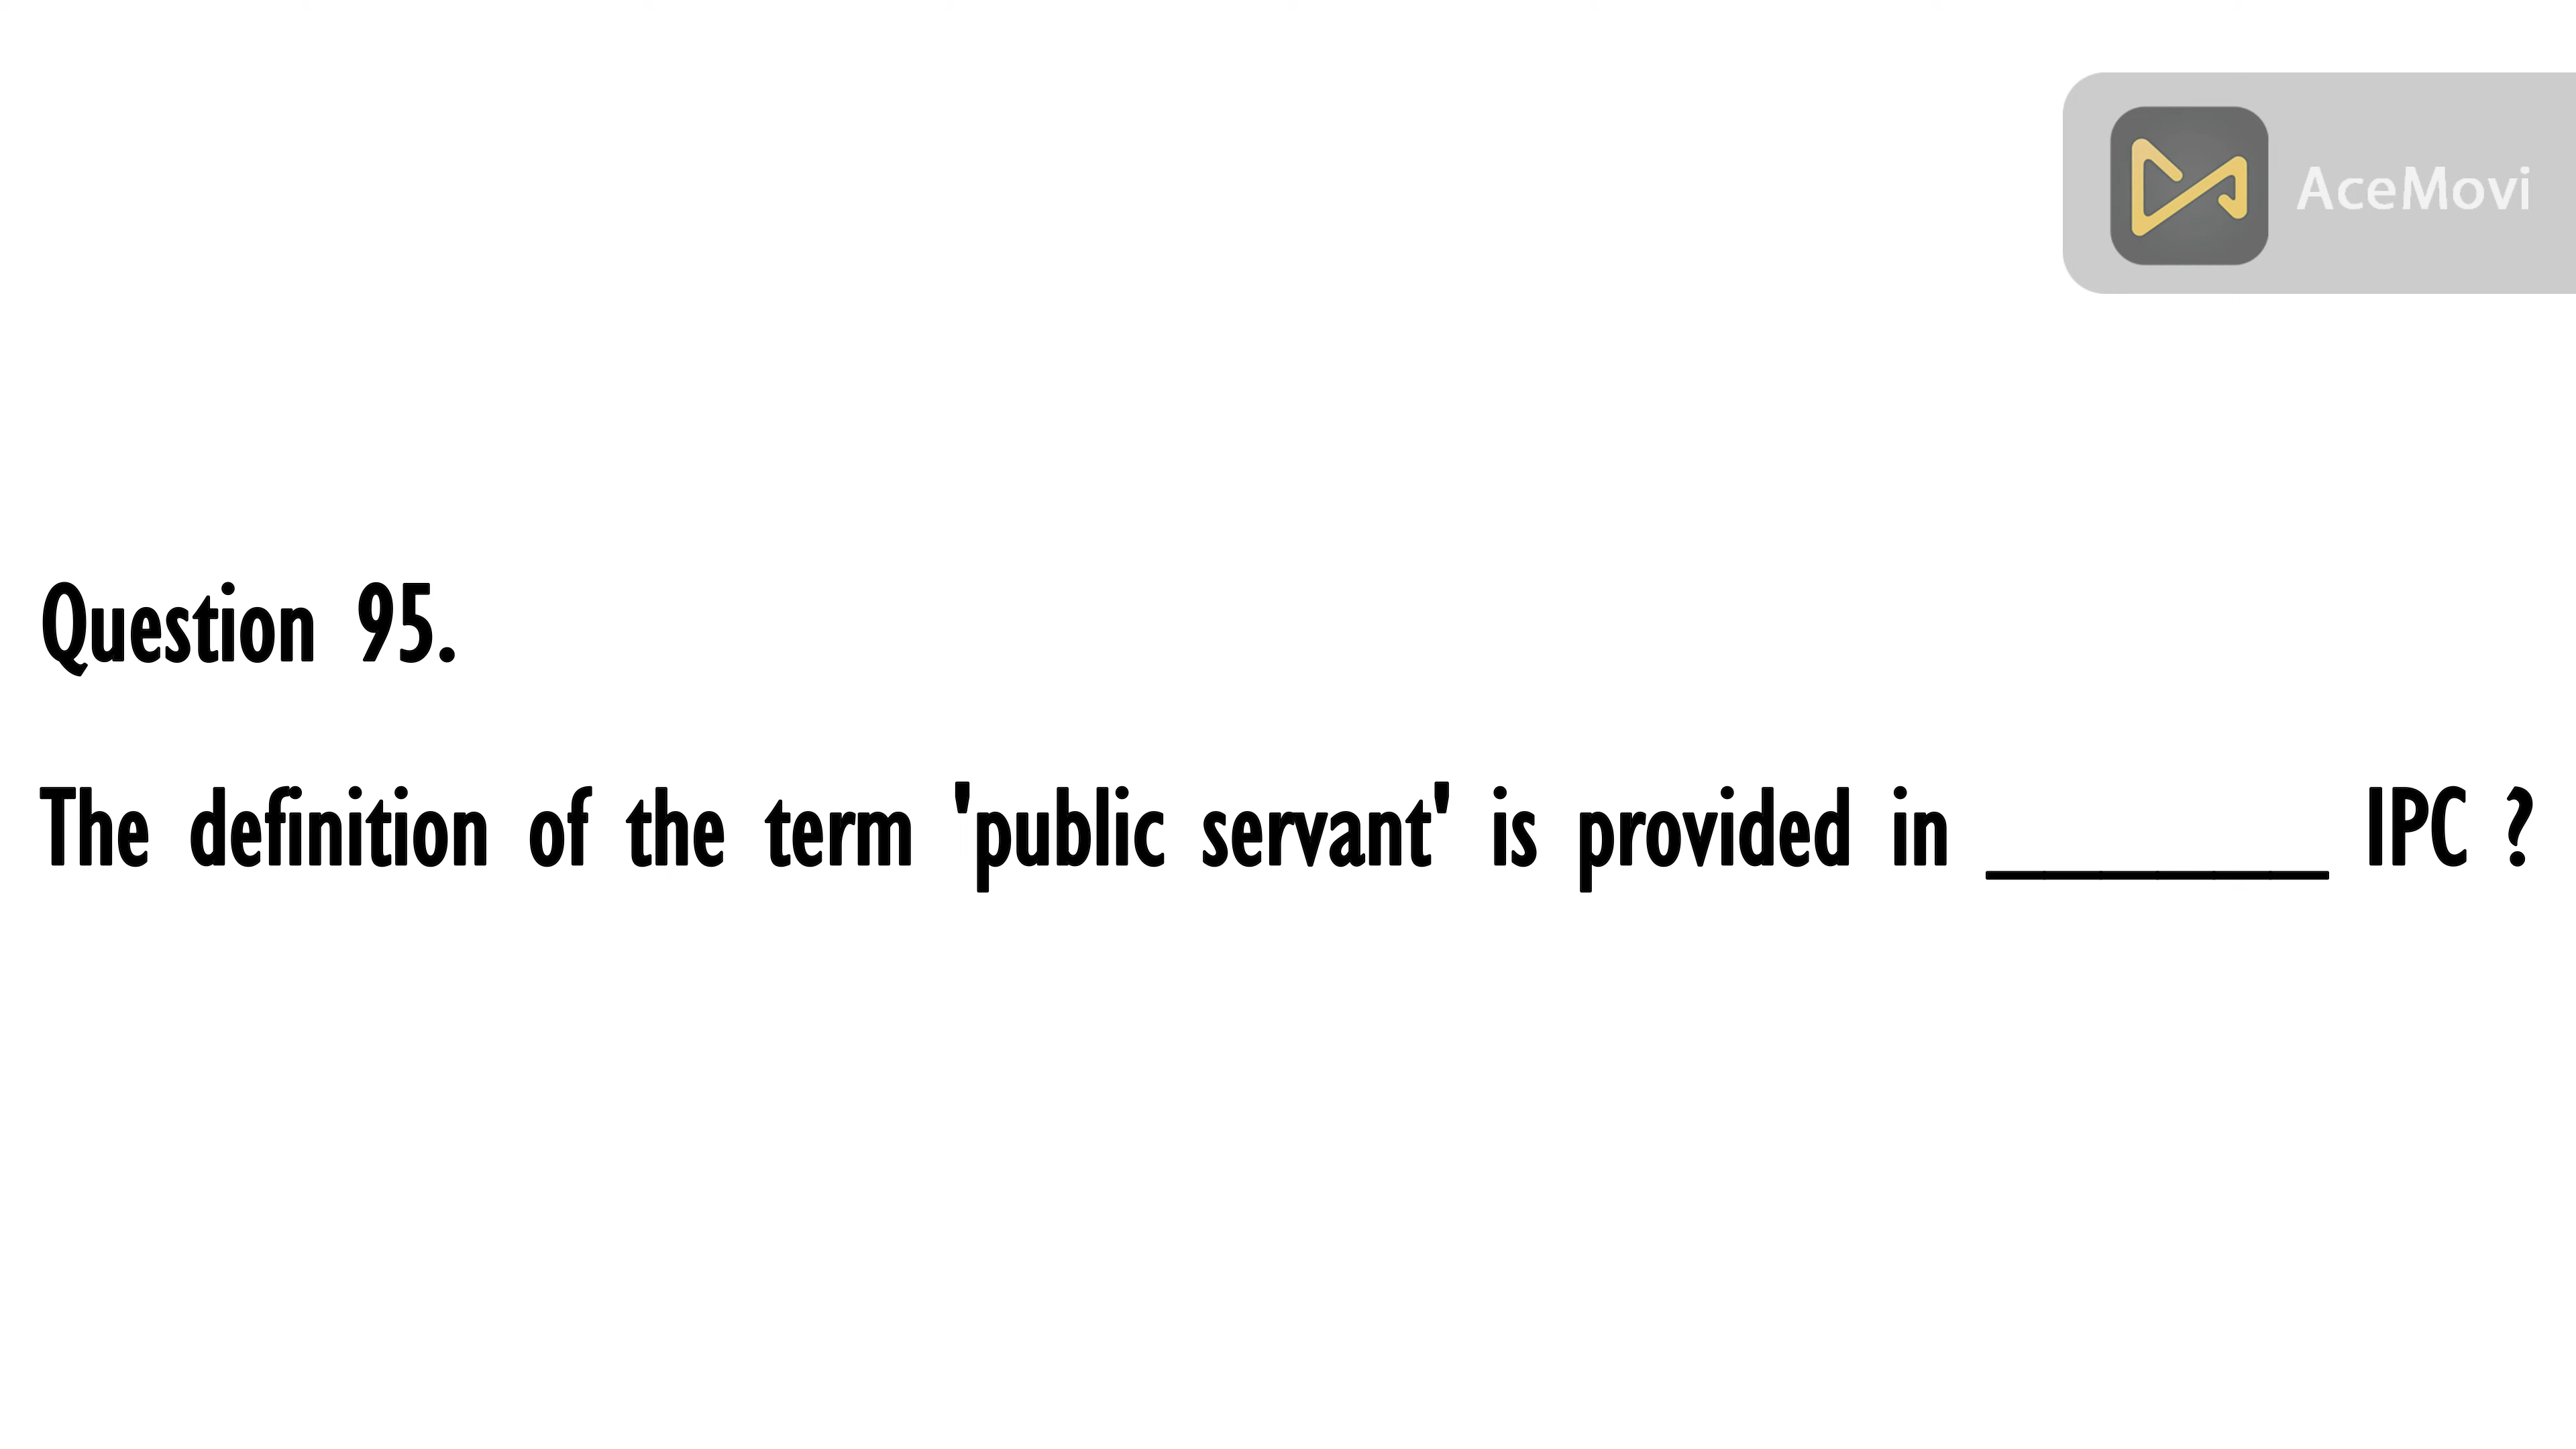 AceMovi
Question 95.
The definition of the term 'public servant' is provided in ________ IPC ?